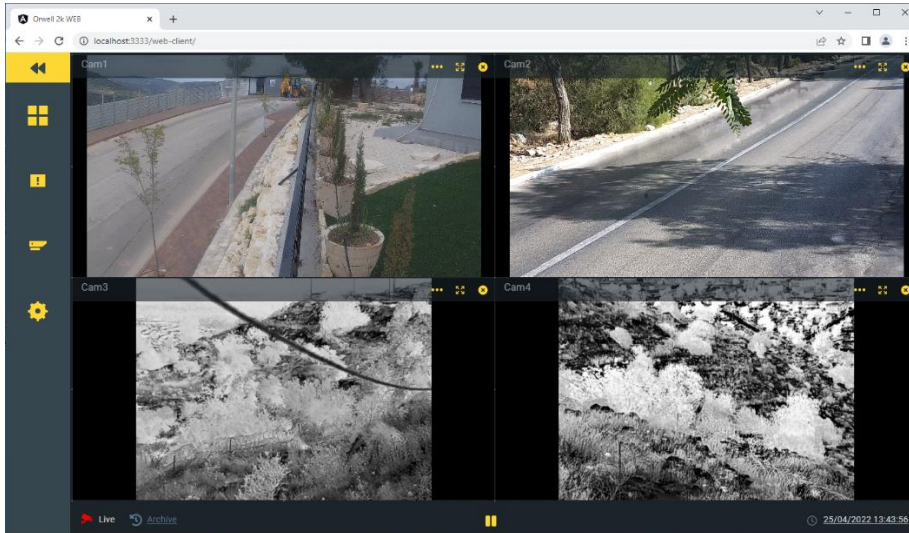 Orwell 2k WEB
localhost:3333/web-client/
Cam1
Cam2
Cam3
Cam4
Live
Archive
25/04/2022 13:43:56